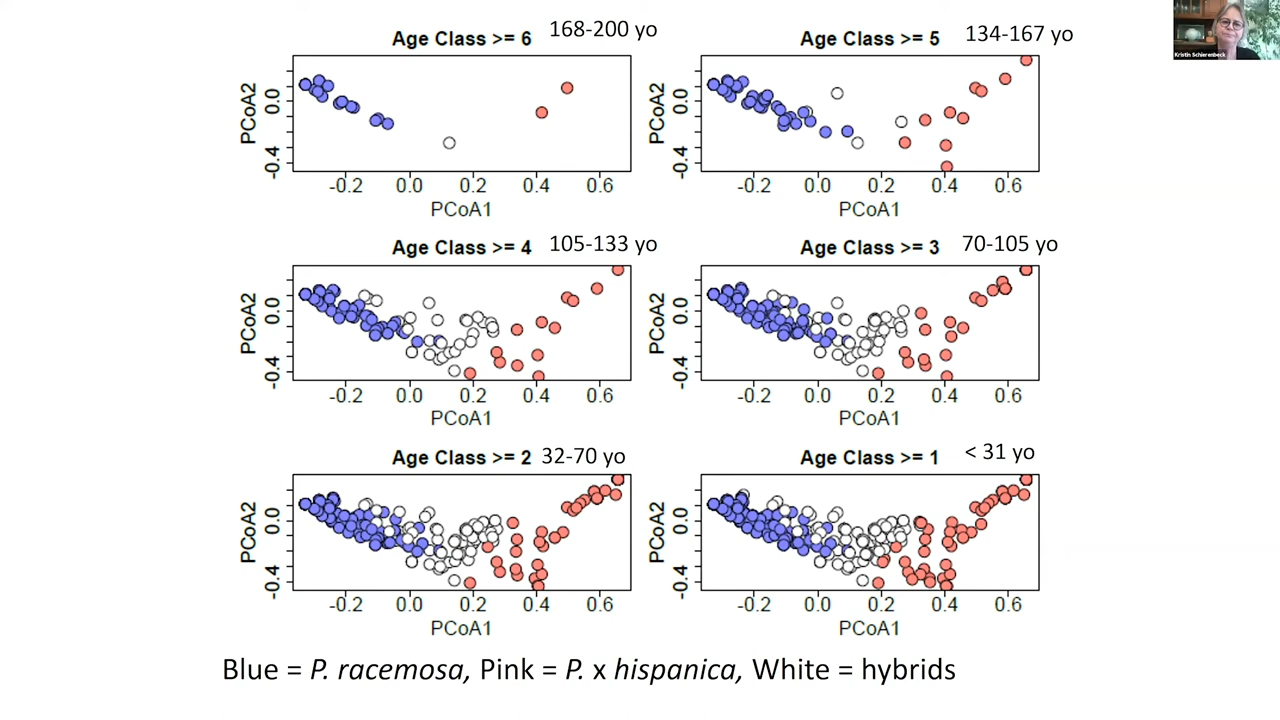 Age Class >= 6 168-200 yo
Age Class >= 5 134-167 yo
Kristin Schierenbeck
PCoA2
0.0
-0.4
-0.2 0.0 0.2 0.4 0.6
PCoA1
PCoA2
0.0
-0.4
-0.2 0.0 0.2 0.4 0.6
PCoA1
Age Class >= 4 105-133 yo
Age Class >= 3 70-105 yo
PCoA2
0.0
-0.4
-0.2 0.0 0.2 0.4 0.6
PCoA1
PCoA2
0.0
-0.4
-0.2 0.0 0.2 0.4 0.6
PCoA1
Age Class >= 2 32-70 yo
Age Class >= 1 < 31 yo
PCoA2
0.0
-0.4
-0.2 0.0 0.2 0.4 0.6
PCoA1
PCoA2
0.0
-0.4
-0.2 0.0 0.2 0.4 0.6
PCoA1
Blue = P. racemosa, Pink = P. x hispanica, White = hybrids